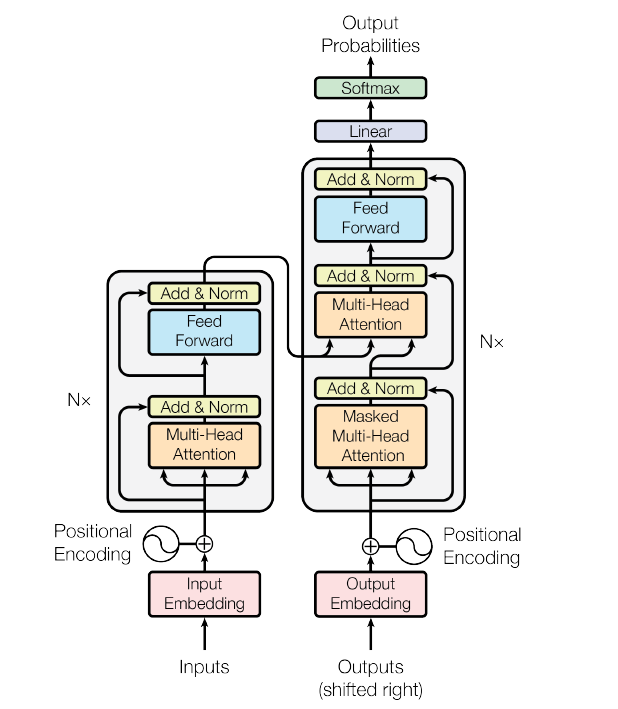 Output
Probabilities
Softmax
Linear
Add & Norm
Feed
Forward
Add & Norm
Multi-Head
Attention
Add & Norm
Masked
Multi-Head
Attention
N×
Add & Norm
Feed
Forward
N×
Add & Norm
Multi-Head
Attention
Positional
Encoding
Positional
Encoding
Input
Embedding
Output
Embedding
Inputs
Outputs
(shifted right)